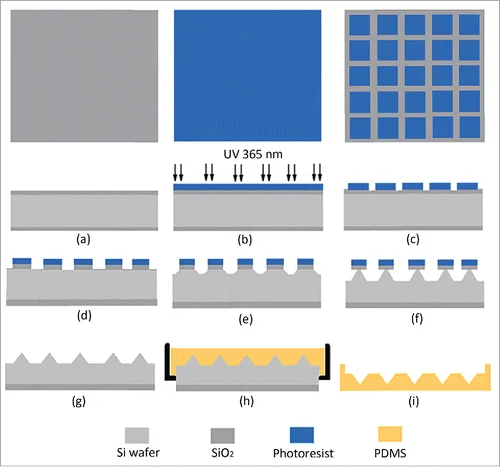 UV 365 nm
(a)
(b)
(c)
(d)
(e)
(f)
(g)
(h)
(i)
Si wafer
SiO₂
Photoresist
PDMS